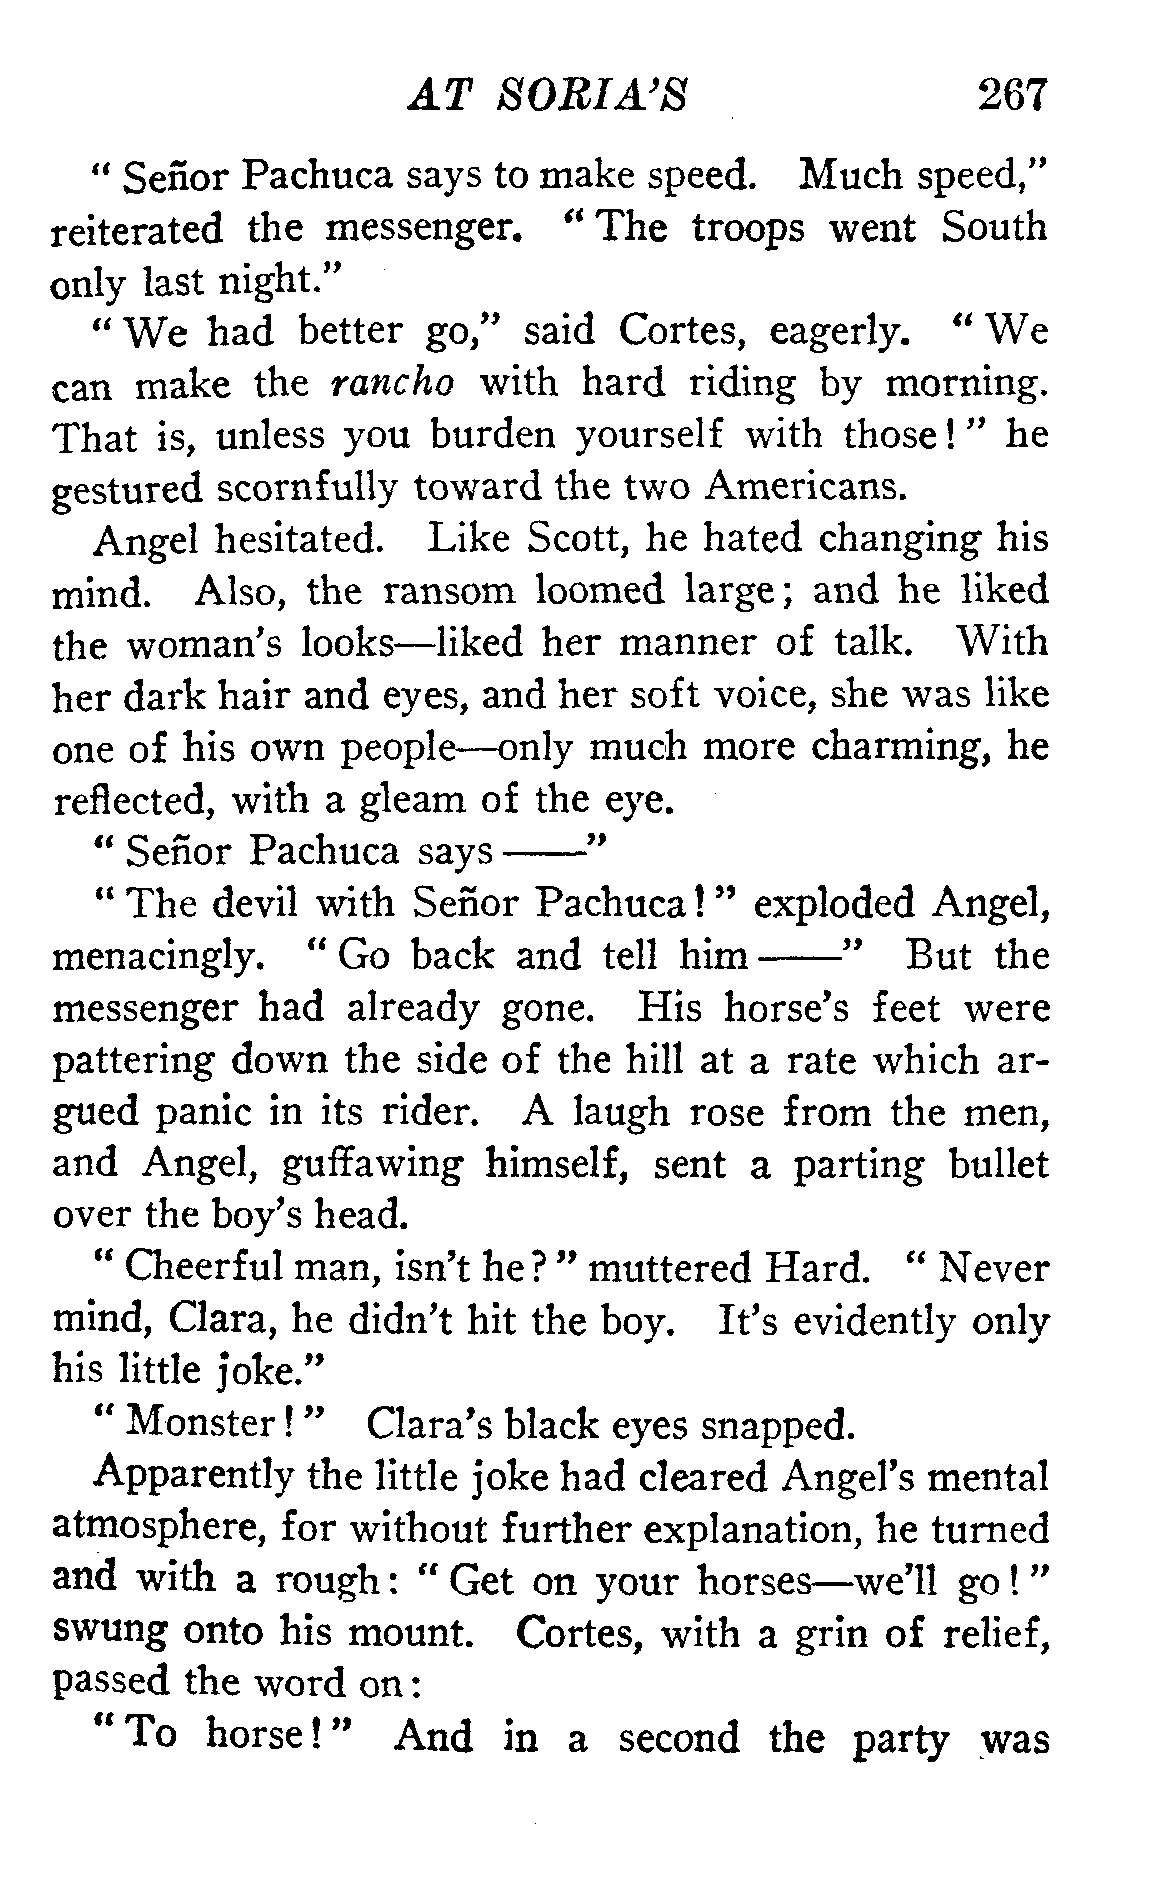 AT SORIA'S 267
" Señor Pachuca says to make speed. Much speed,"
reiterated the messenger. " The troops went South
only last night."
" We had better go," said Cortes, eagerly. " We
can make the rancho with hard riding by morning.
That is, unless you burden yourself with those! " he
gestured scornfully toward the two Americans.
Angel hesitated. Like Scott, he hated changing his
mind. Also, the ransom loomed large; and he liked
the woman's looks—liked her manner of talk. With
her dark hair and eyes, and her soft voice, she was like
one of his own people—only much more charming, he
reflected, with a gleam of the eye.
" Señor Pachuca says ——"
" The devil with Señor Pachuca! " exploded Angel,
menacingly. " Go back and tell him ——" But the
messenger had already gone. His horse's feet were
pattering down the side of the hill at a rate which ar-
gued panic in its rider. A laugh rose from the men,
and Angel, guffawing himself, sent a parting bullet
over the boy's head.
" Cheerful man, isn't he? " muttered Hard. " Never
mind, Clara, he didn't hit the boy. It's evidently only
his little joke."
" Monster! " Clara's black eyes snapped.
Apparently the little joke had cleared Angel's mental
atmosphere, for without further explanation, he turned
and with a rough: " Get on your horses—we'll go! "
swung onto his mount. Cortes, with a grin of relief,
passed the word on:
" To horse! " And in a second the party was